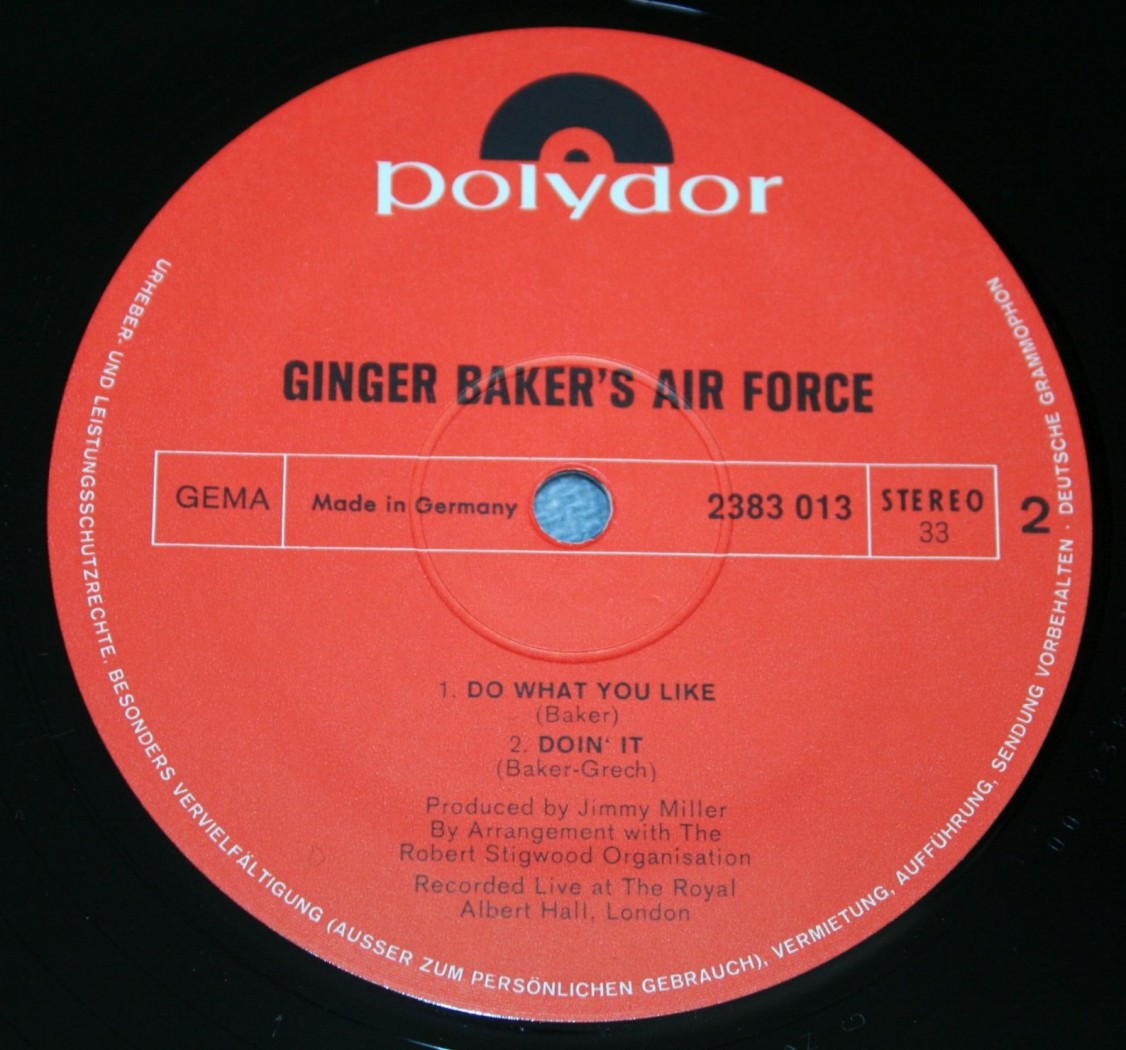 polydor
GINGER BAKER'S AIR FORCE
GEMA
Made in Germany
2383 013
STEREO
33
2
1. DO WHAT YOU LIKE
(Baker)
2. DOIN' IT
(Baker-Grech)
Produced by Jimmy Miller
By Arrangement with The
Robert Stigwood Organisation
Recorded Live at The Royal
Albert Hall, London
URHEBER- UND LEISTUNGSSCHUTZRECHTE, BESONDERS VERVIELFÄLTIGUNG (AUSSER ZUM PERSÖNLICHEN GEBRAUCH), VERMIETUNG, AUFFÜHRUNG, SENDUNG VORBEHALTEN · DEUTSCHE GRAMMOPHON